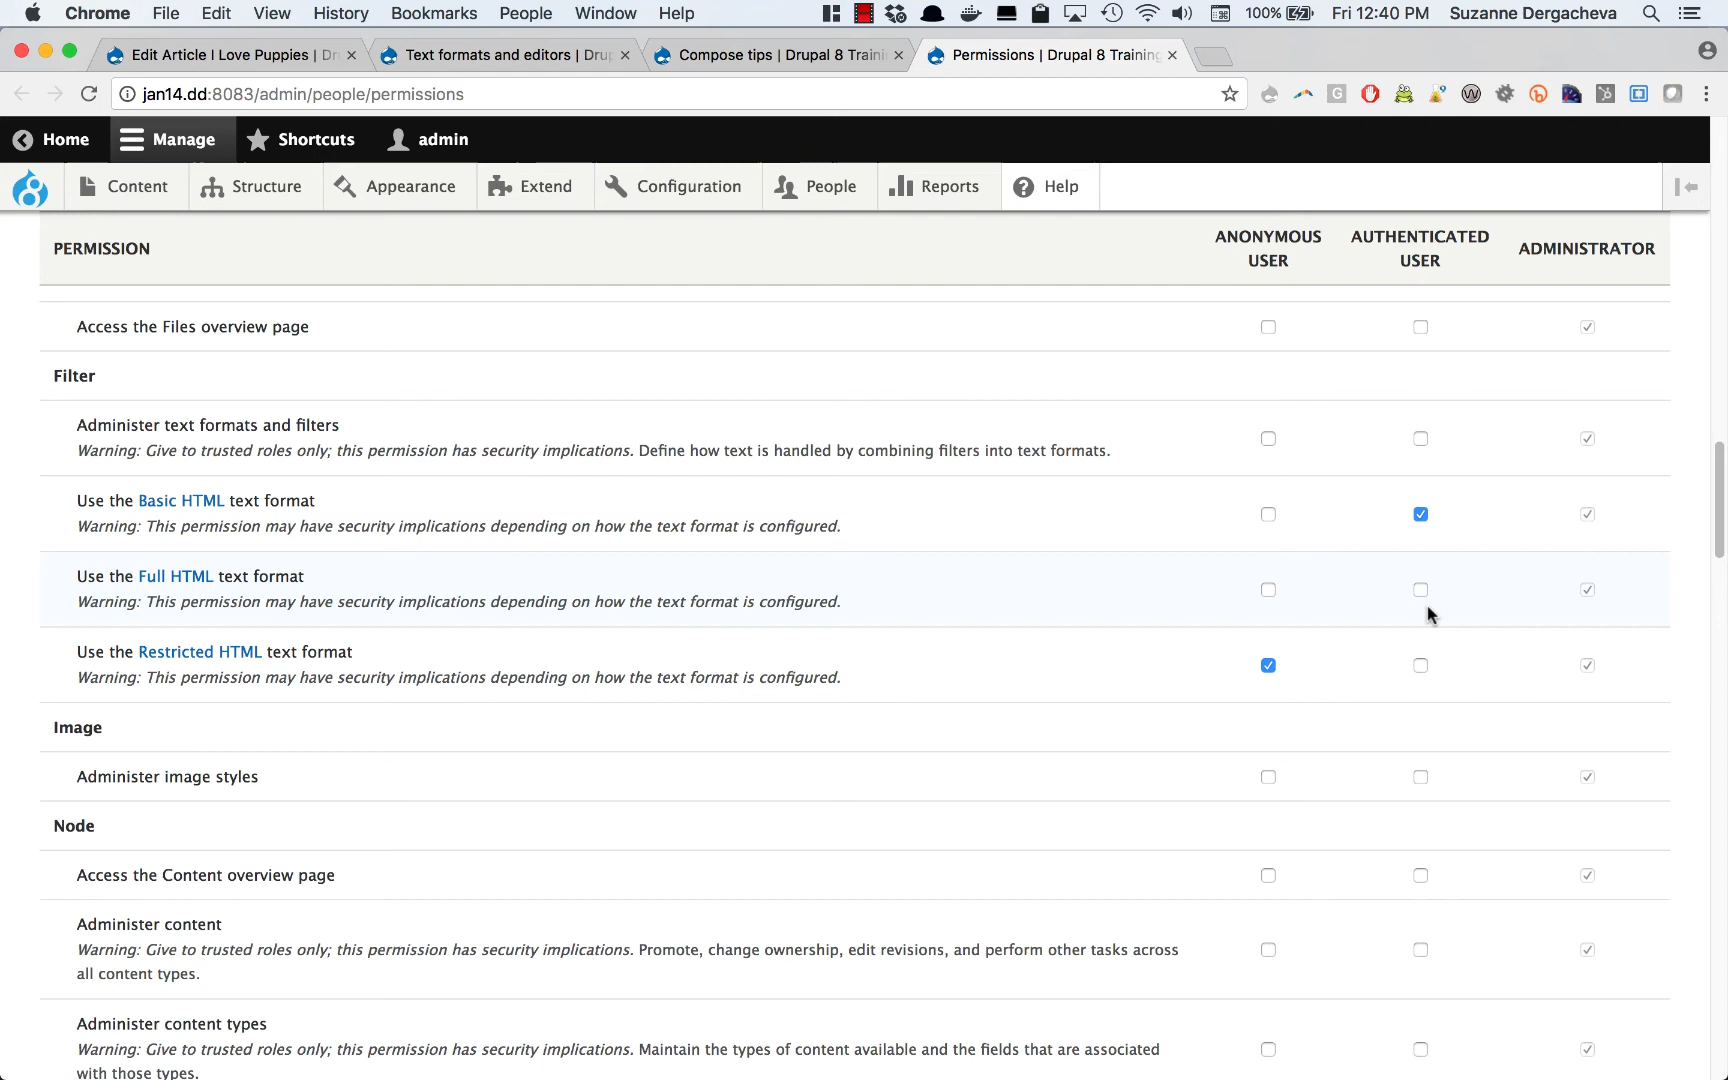 Chrome File Edit View History Bookmarks People Window Help 100% Fri 12:40 PM Suzanne Dergacheva
Edit Article I Love Puppies | Dr Text formats and editors | Drup Compose tips | Drupal 8 Traini Permissions | Drupal 8 Training
jan14.dd:8083/admin/people/permissions
Home Manage Shortcuts admin
Content Structure Appearance Extend Configuration People Reports Help
PERMISSION ANONYMOUS USER AUTHENTICATED USER ADMINISTRATOR
Access the Files overview page
Filter
Administer text formats and filters
Warning: Give to trusted roles only; this permission has security implications. Define how text is handled by combining filters into text formats.
Use the Basic HTML text format
Warning: This permission may have security implications depending on how the text format is configured.
Use the Full HTML text format
Warning: This permission may have security implications depending on how the text format is configured.
Use the Restricted HTML text format
Warning: This permission may have security implications depending on how the text format is configured.
Image
Administer image styles
Node
Access the Content overview page
Administer content
Warning: Give to trusted roles only; this permission has security implications. Promote, change ownership, edit revisions, and perform other tasks across
all content types.
Administer content types
Warning: Give to trusted roles only; this permission has security implications. Maintain the types of content available and the fields that are associated
with those types.